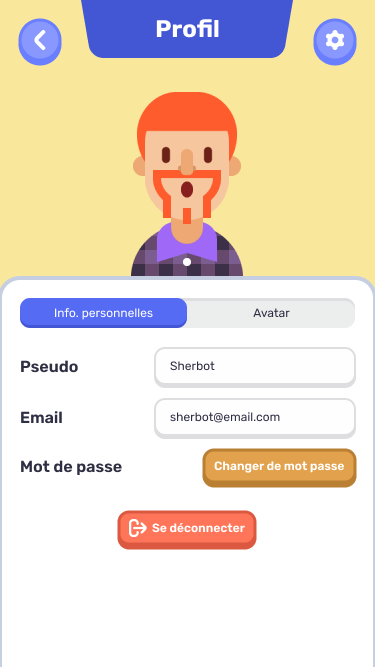 Profil
Info. personnelles
Avatar
Pseudo
Sherbot
Email
sherbot@email.com
Mot de passe
Changer de mot passe
Se déconnecter